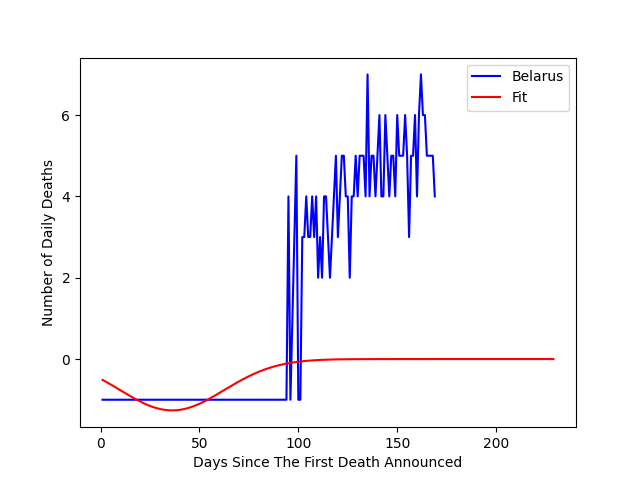 Belarus
Fit
Number of Daily Deaths
6
4
2
0
0 50 100 150 200
Days Since The First Death Announced